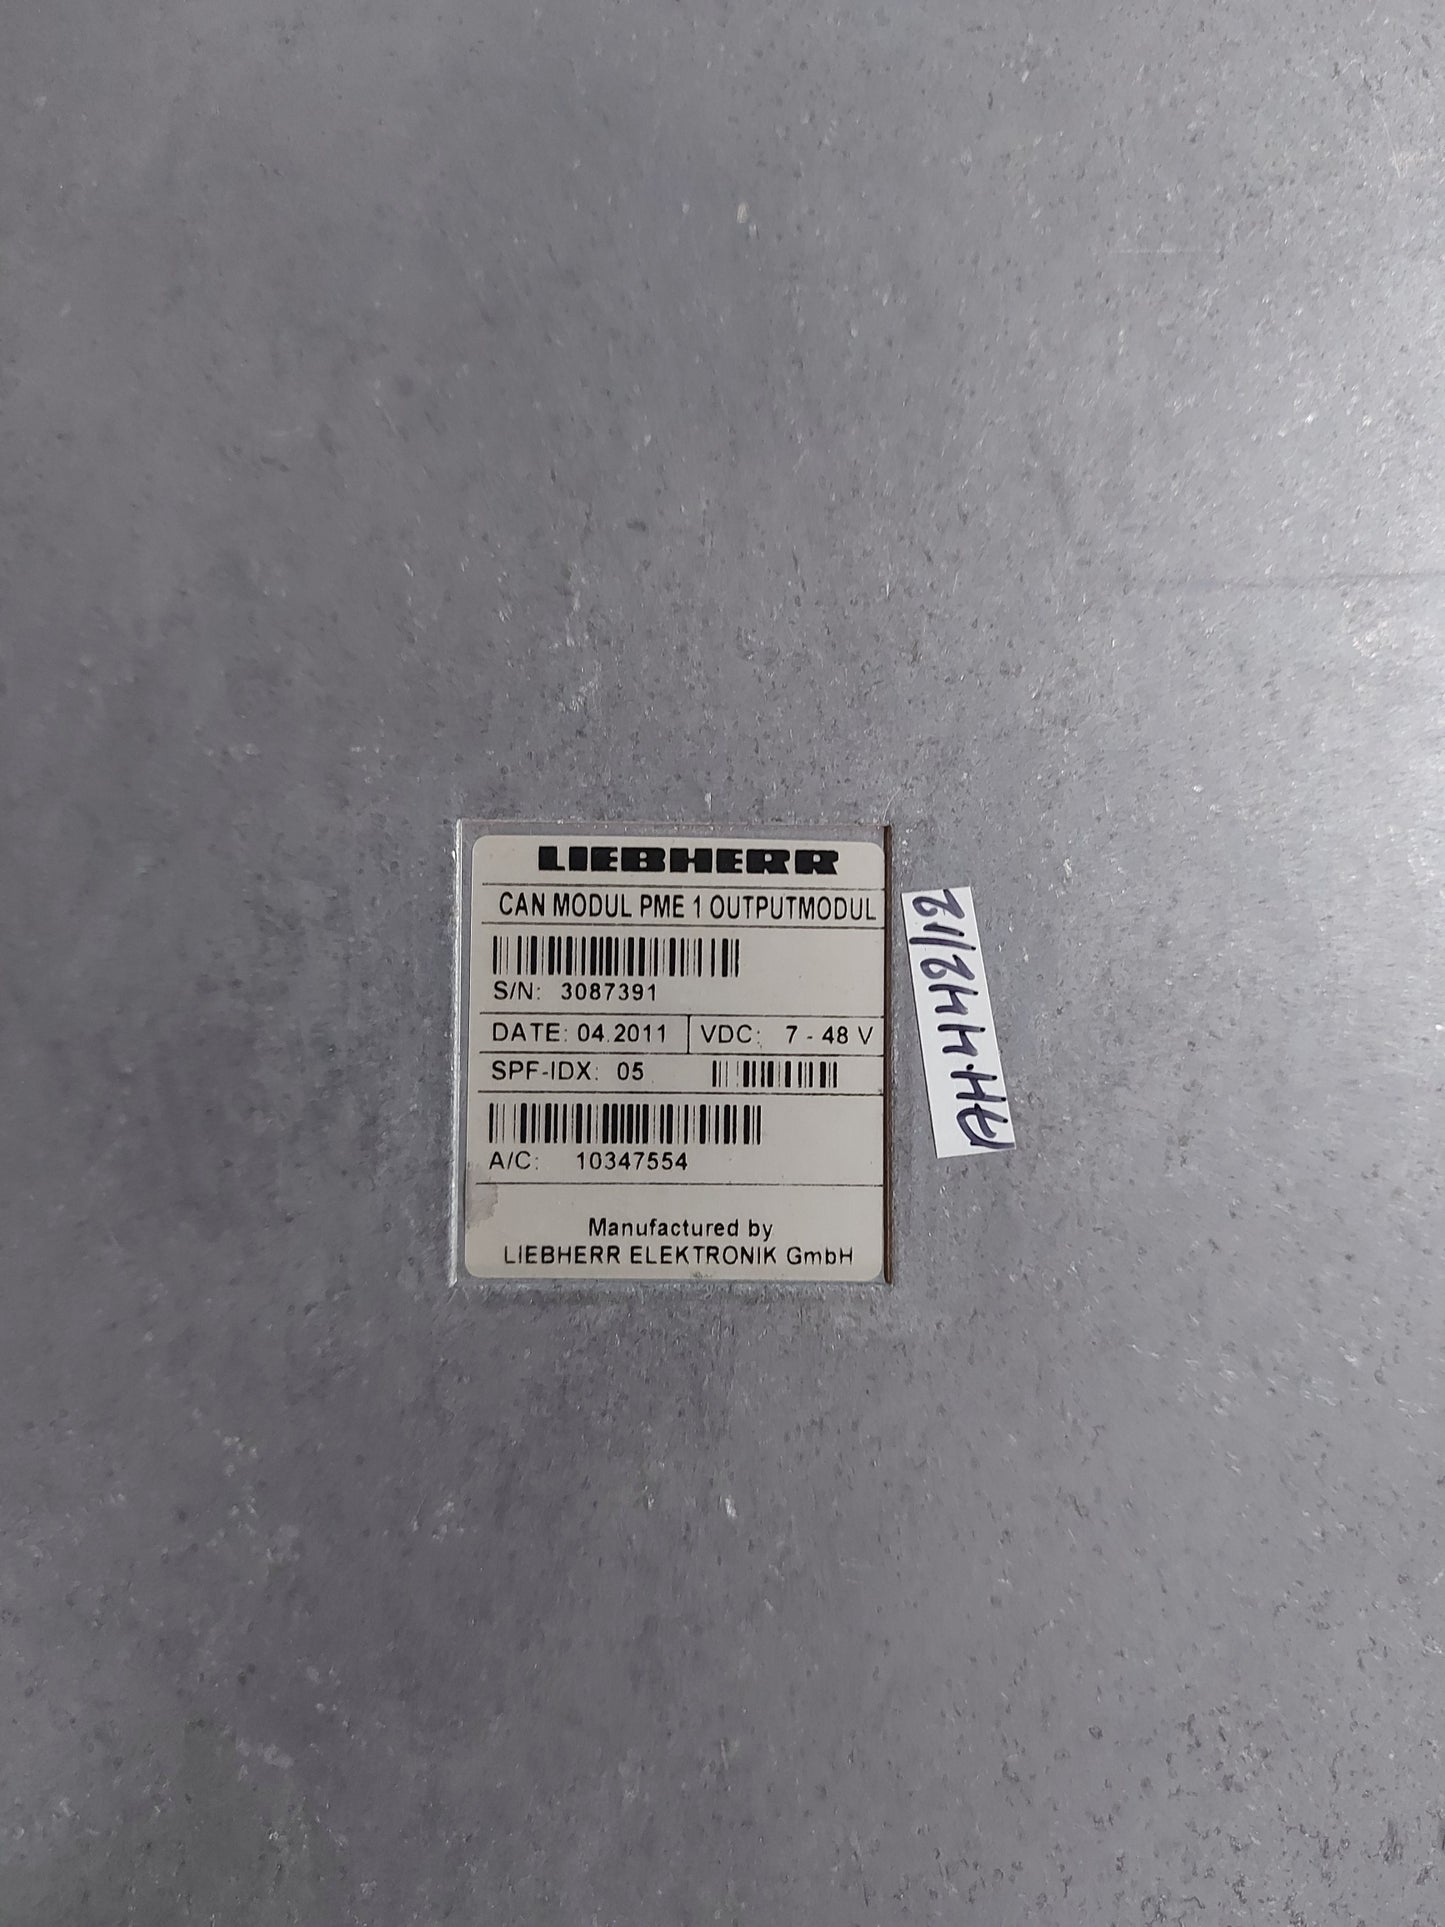 LIEBHERR
CAN MODUL PME 1 OUTPUTMODUL
S/N: 3087391
DATE: 04.2011 VDC: 7 - 48 V
SPF-IDX: 05
A/C: 10347554
Manufactured by
LIEBHERR ELEKTRONIK GmbH